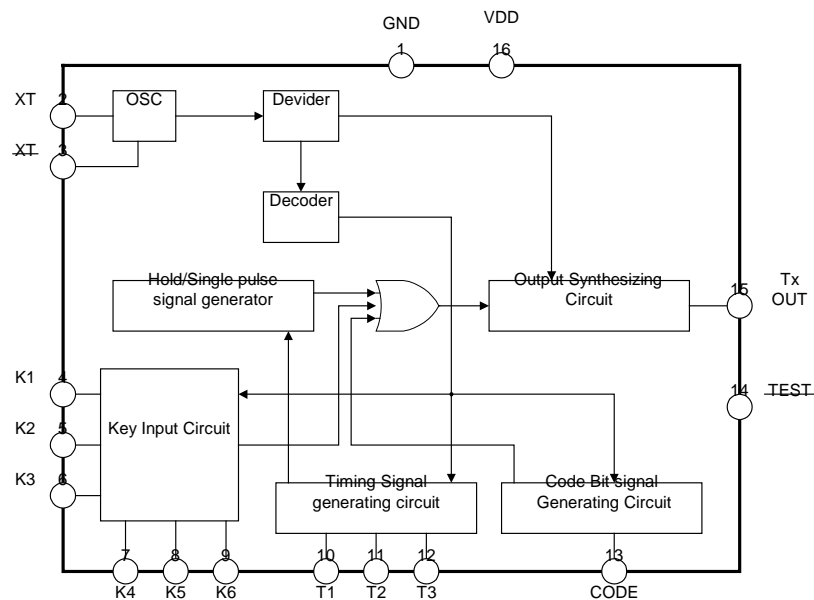 GND
VDD
1
16
XT
2
OSC
Devider
XT
3
Decoder
Hold/Single pulse
signal generator
Output Synthesizing
Circuit
15
Tx
OUT
K1
4
14
TEST
K2
5
Key Input Circuit
K3
6
Timing Signal
generating circuit
Code Bit signal
Generating Circuit
7
8
9
10
11
12
13
K4
K5
K6
T1
T2
T3
CODE